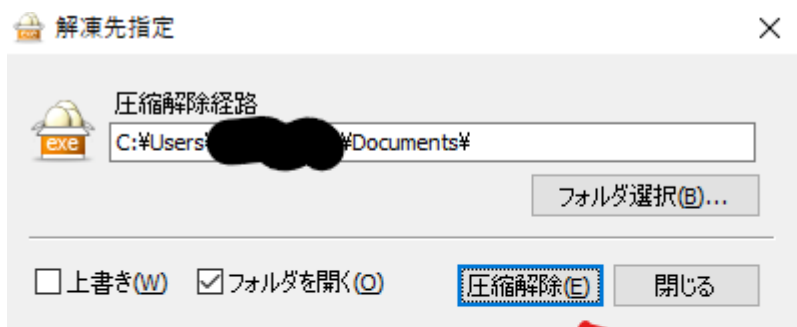 解凍先指定
圧縮解除経路
exe
C:¥Users¥ ¥Documents¥
フォルダ選択(B)...
上書き(W) フォルダを開く(O) 圧縮解除(E) 閉じる